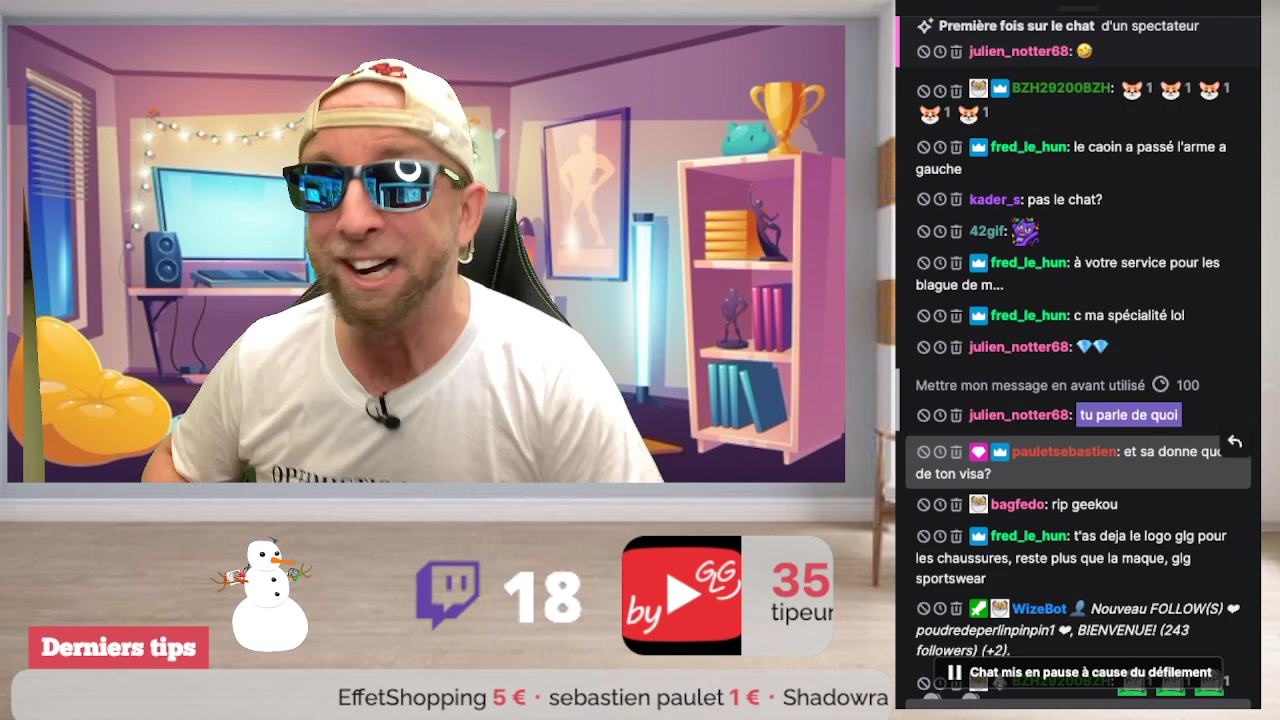 Première fois sur le chat d'un spectateur
julien_notter68: 🤣
BZH29200BZH: 1 1 1
1 1
fred_le_hun: le caoin a passé l'arme a
gauche
kader_s: pas le chat?
42gif:
fred_le_hun: à votre service pour les
blague de m...
fred_le_hun: c ma spécialité lol
julien_notter68: 💎💎
Mettre mon message en avant utilisé 100
julien_notter68: tu parle de quoi
pauletsebastien: et sa donne quo
de ton visa?
bagfedo: rip geekou
fred_le_hun: t'as deja le logo glg pour
les chaussures, reste plus que la maque, glg
sportswear
WizeBot 👤 Nouveau FOLLOW(S) ❤
poudredeperlinpinpin1 ❤, BIENVENUE! (243
followers) (+2).
Chat mis en pause à cause du défilement
BZH29200BZH: 1
18
by GLG
35
tipeur
Derniers tips
EffetShopping 5 € · sebastien paulet 1 € · Shadowra